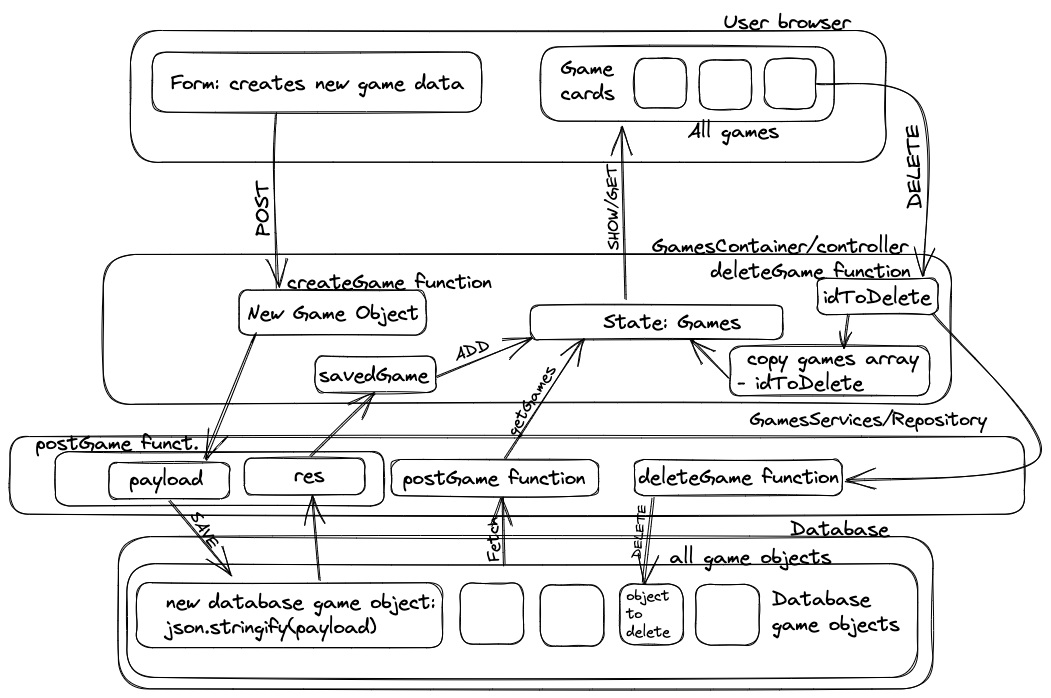 User browser
Form: creates new game data
Game
cards
All games
POST
SHOW/GET
DELETE
GamesContainer/controller
createGame function
deleteGame function
New Game Object
State: Games
idToDelete
savedGame
ADD
copy games array
- idToDelete
getGames
GamesServices/Repository
postGame funct.
payload
res
postGame function
deleteGame function
SAVE
Fetch
DELETE
Database
all game objects
new database game object:
json.stringify(payload)
object
to
delete
Database
game objects